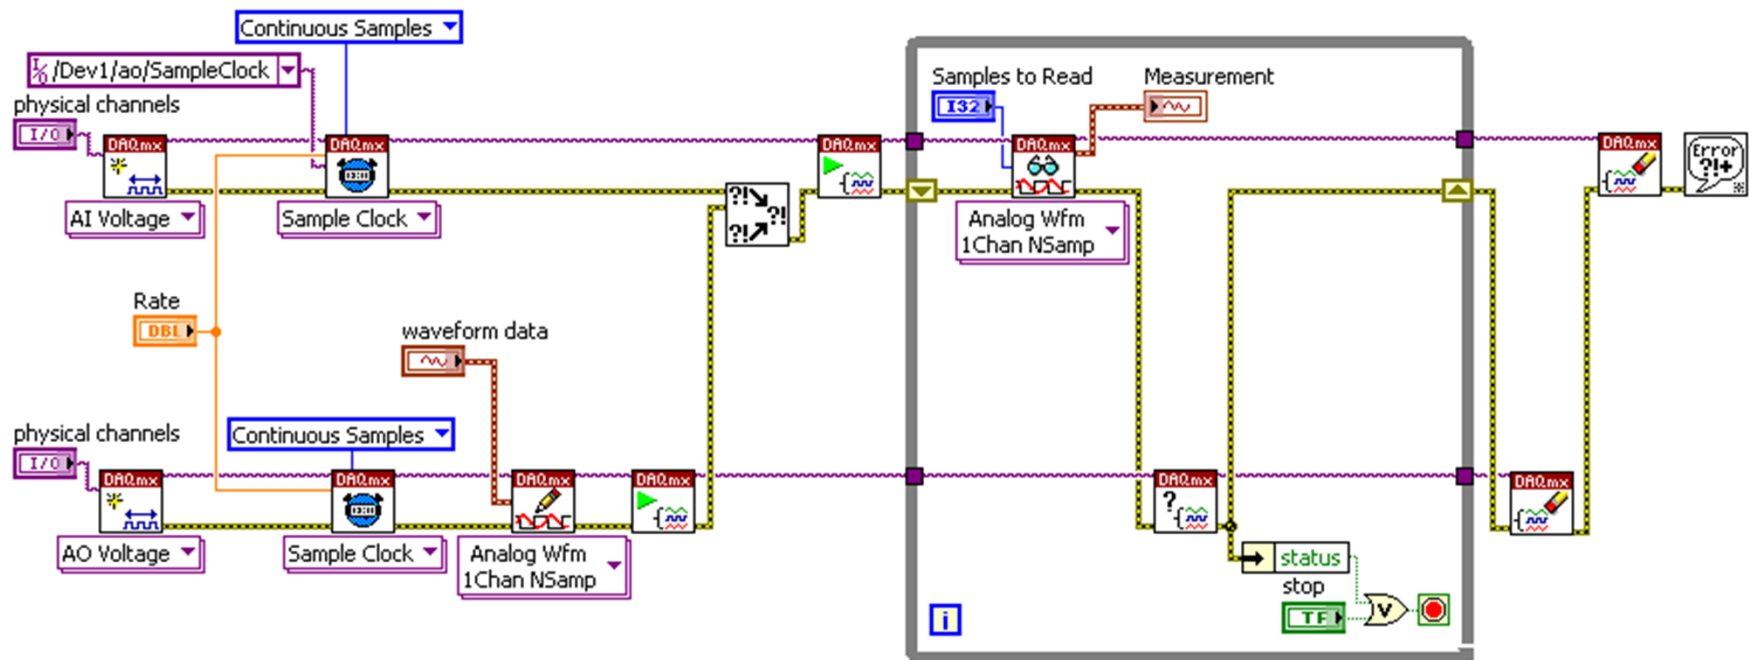 Continuous Samples
I/O /Dev1/ao/SampleClock
physical channels
I/O
DAQmx
AI Voltage
DAQmx
Sample Clock
DAQmx
?!
?!
?!
Samples to Read
I32
Measurement
DAQmx
Analog Wfm
1Chan NSamp
DAQmx
Error
?!+
Rate
DBL
waveform data
physical channels
I/O
Continuous Samples
DAQmx
AO Voltage
DAQmx
Sample Clock
DAQmx
Analog Wfm
1Chan NSamp
DAQmx
DAQmx
?
DAQmx
status
stop
TF
V
i